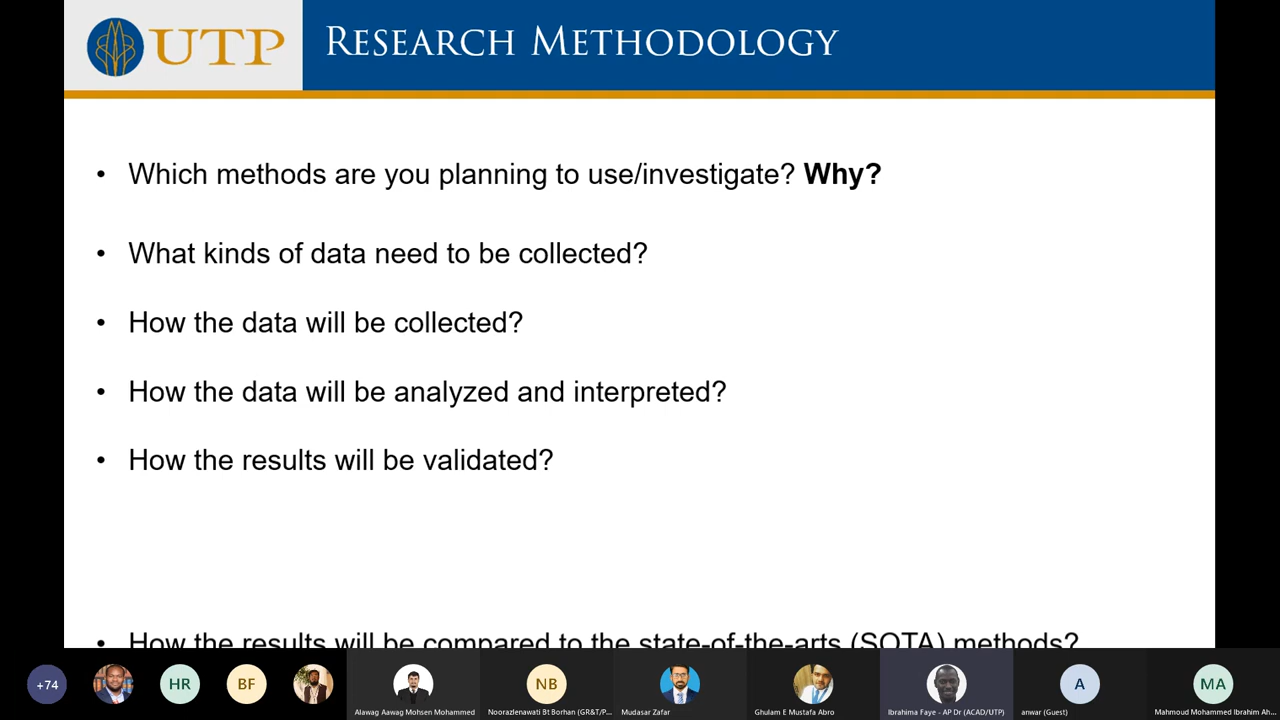 UTP
RESEARCH METHODOLOGY
• Which methods are you planning to use/investigate? Why?
• What kinds of data need to be collected?
• How the data will be collected?
• How the data will be analyzed and interpreted?
• How the results will be validated?
• How the results will be compared to the state-of-the-arts (SOTA) methods?
+74
HR
BF
NB
A
MA
Alawag Aawag Mohsen Mohammed
Noorazlenawati Bt Borhan (GR&T/P...
Mudasar Zafar
Ghulam E Mustafa Abro
Ibrahima Faye - AP Dr (ACAD/UTP)
anwar (Guest)
Mahmoud Mohammed Ibrahim Ah...